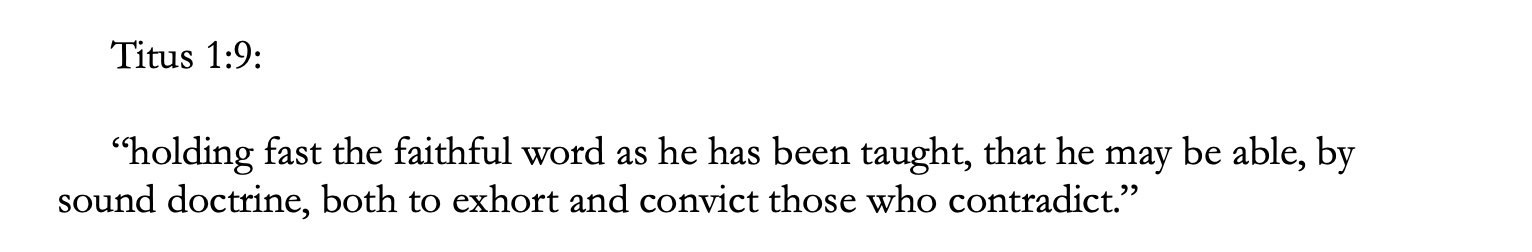 Titus 1:9:
“holding fast the faithful word as he has been taught, that he may be able, by
sound doctrine, both to exhort and convict those who contradict.”